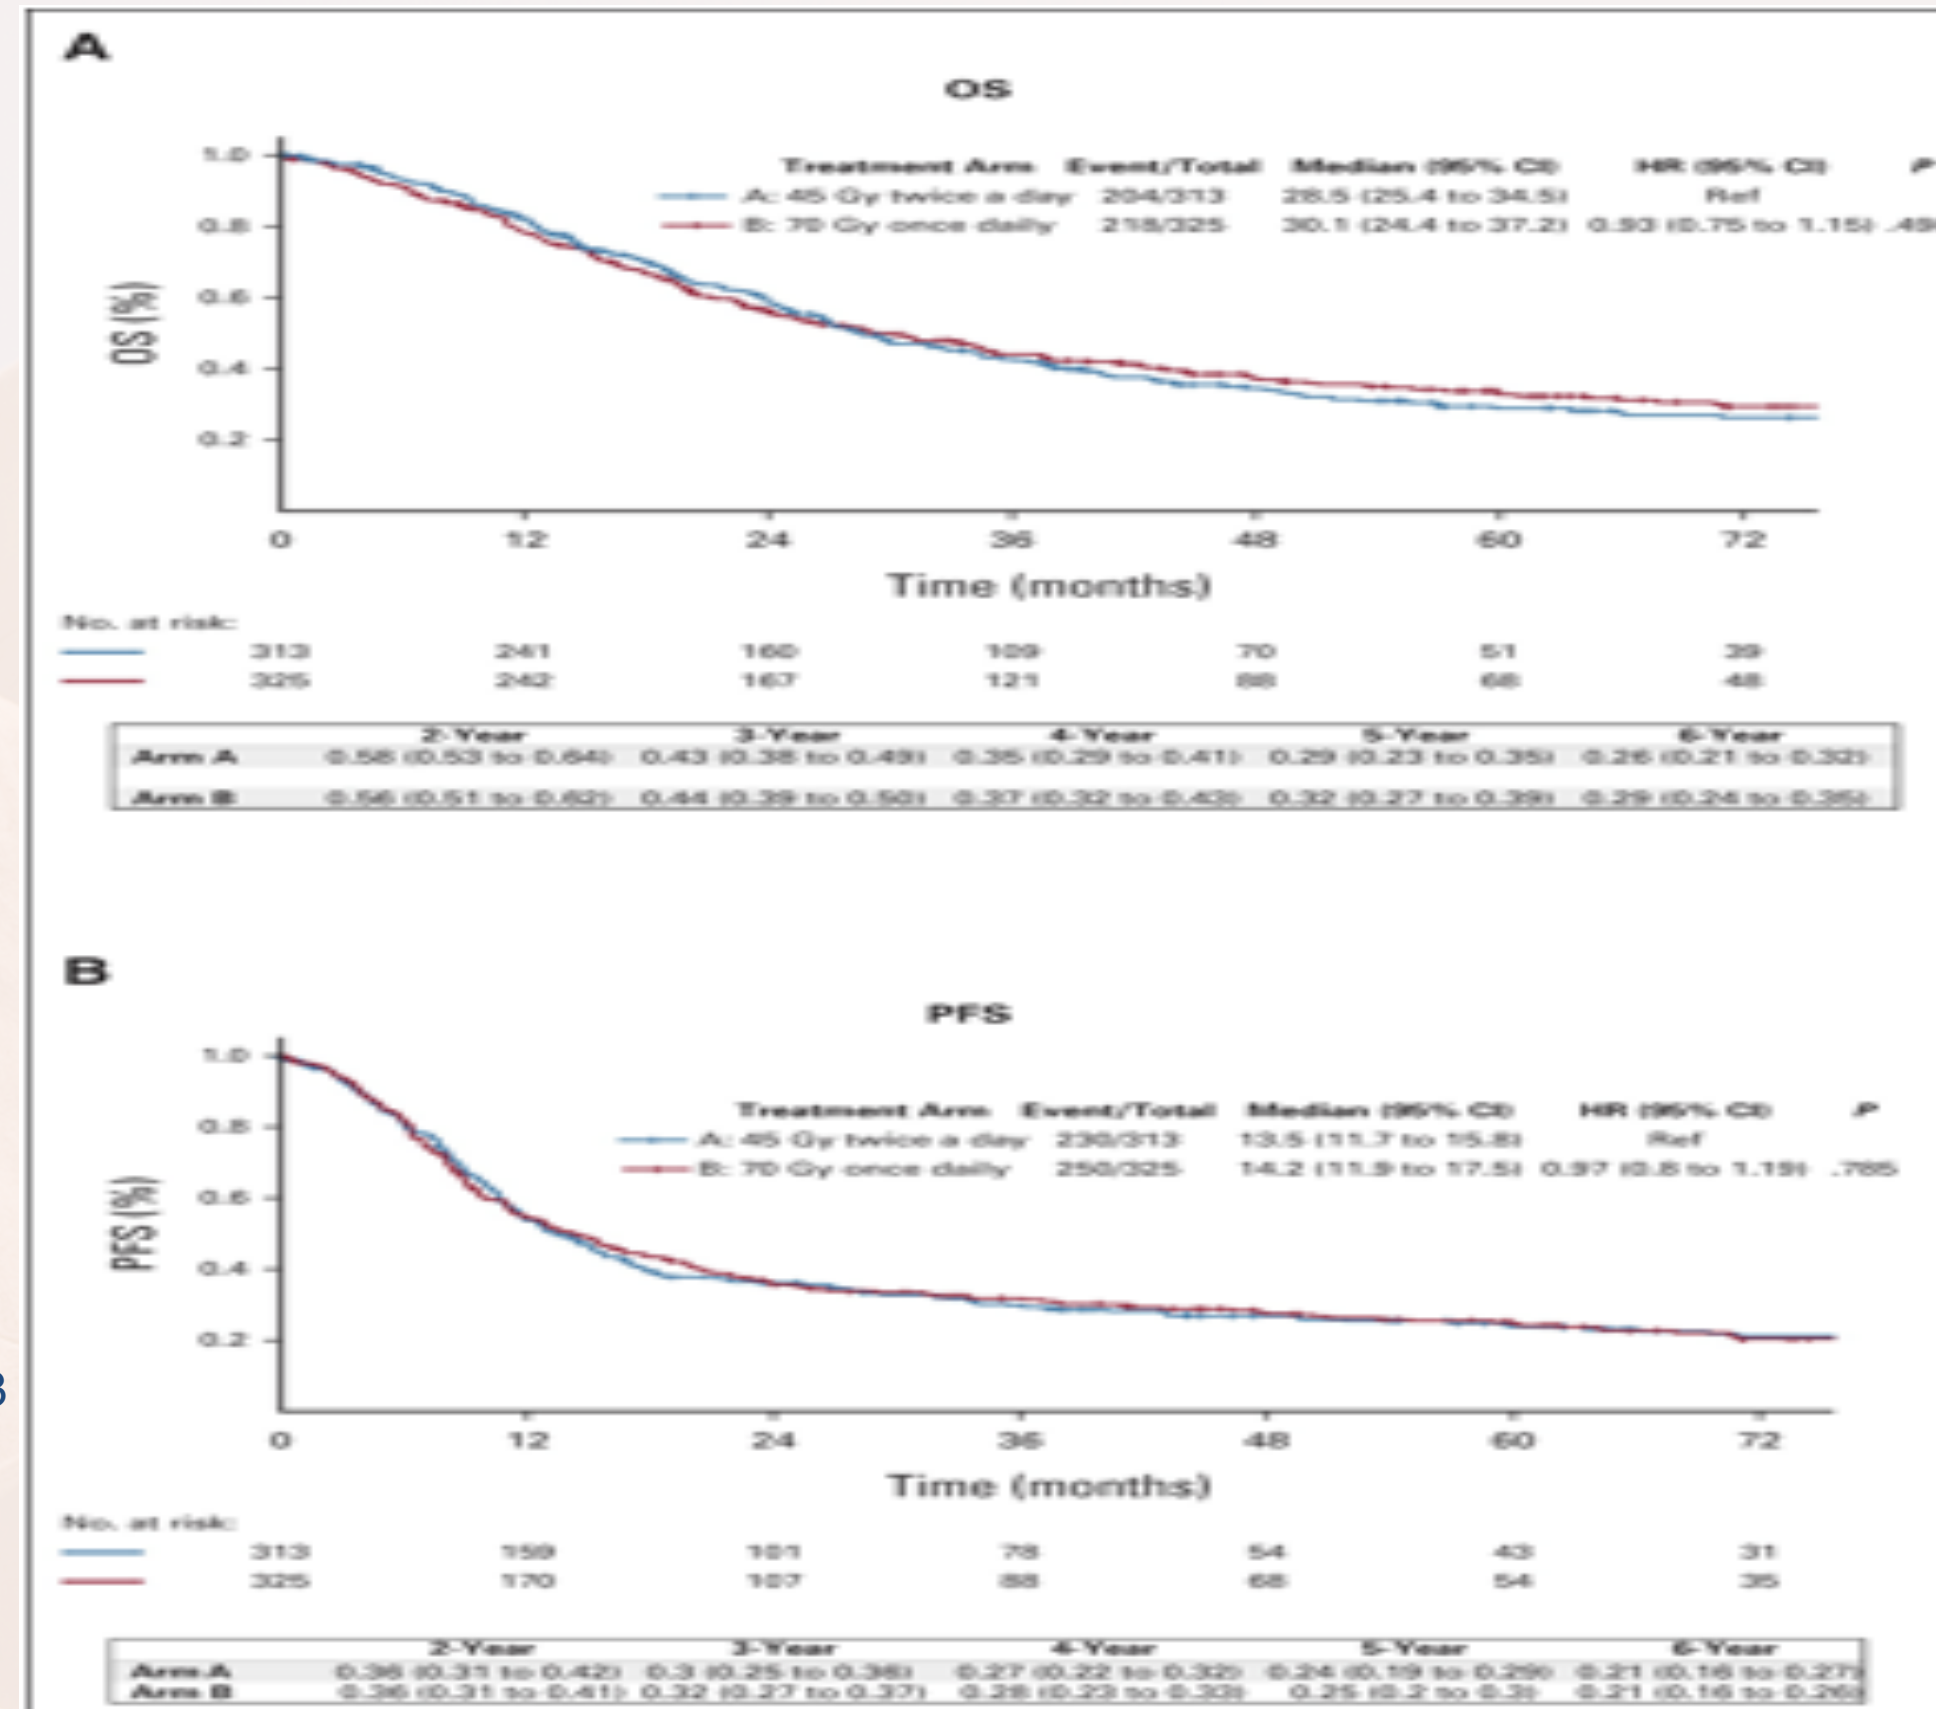 A
OS
Treatment Arm Event/Total Median (95% CI) HR (95% CI) P
A: 45 Gy twice a day 204/313 28.5 (25.4 to 34.5) Ref
B: 70 Gy once daily 218/325 30.1 (24.4 to 37.2) 0.93 (0.75 to 1.15)
OS (%)
1.0
0.8
0.6
0.4
0.2
0 12 24 36 48 60 72
Time (months)
No. at risk:
313 241 160 109 70 51 39
325 242 167 121 88 68 48
2-Year 3-Year 4-Year 5-Year 6-Year
Arm A 0.58 (0.53 to 0.64) 0.43 (0.38 to 0.49) 0.35 (0.29 to 0.41) 0.29 (0.23 to 0.35) 0.26 (0.21 to 0.32)
Arm B 0.56 (0.51 to 0.62) 0.44 (0.39 to 0.50) 0.37 (0.32 to 0.43) 0.32 (0.27 to 0.39) 0.29 (0.24 to 0.35)
B
PFS
Treatment Arm Event/Total Median (95% CI) HR (95% CI) P
A: 45 Gy twice a day 230/313 13.5 (11.7 to 15.8) Ref
B: 70 Gy once daily 250/325 14.2 (11.9 to 17.5) 0.97 (0.8 to 1.19) .785
PFS (%)
1.0
0.8
0.6
0.4
0.2
0 12 24 36 48 60 72
Time (months)
No. at risk:
313 159 101 78 54 43 31
325 170 107 88 68 54 35
2-Year 3-Year 4-Year 5-Year 6-Year
Arm A 0.36 (0.31 to 0.42) 0.3 (0.25 to 0.36) 0.27 (0.22 to 0.32) 0.24 (0.19 to 0.29) 0.21 (0.16 to 0.27)
Arm B 0.36 (0.31 to 0.41) 0.32 (0.27 to 0.37) 0.28 (0.23 to 0.33) 0.25 (0.2 to 0.3) 0.21 (0.16 to 0.26)